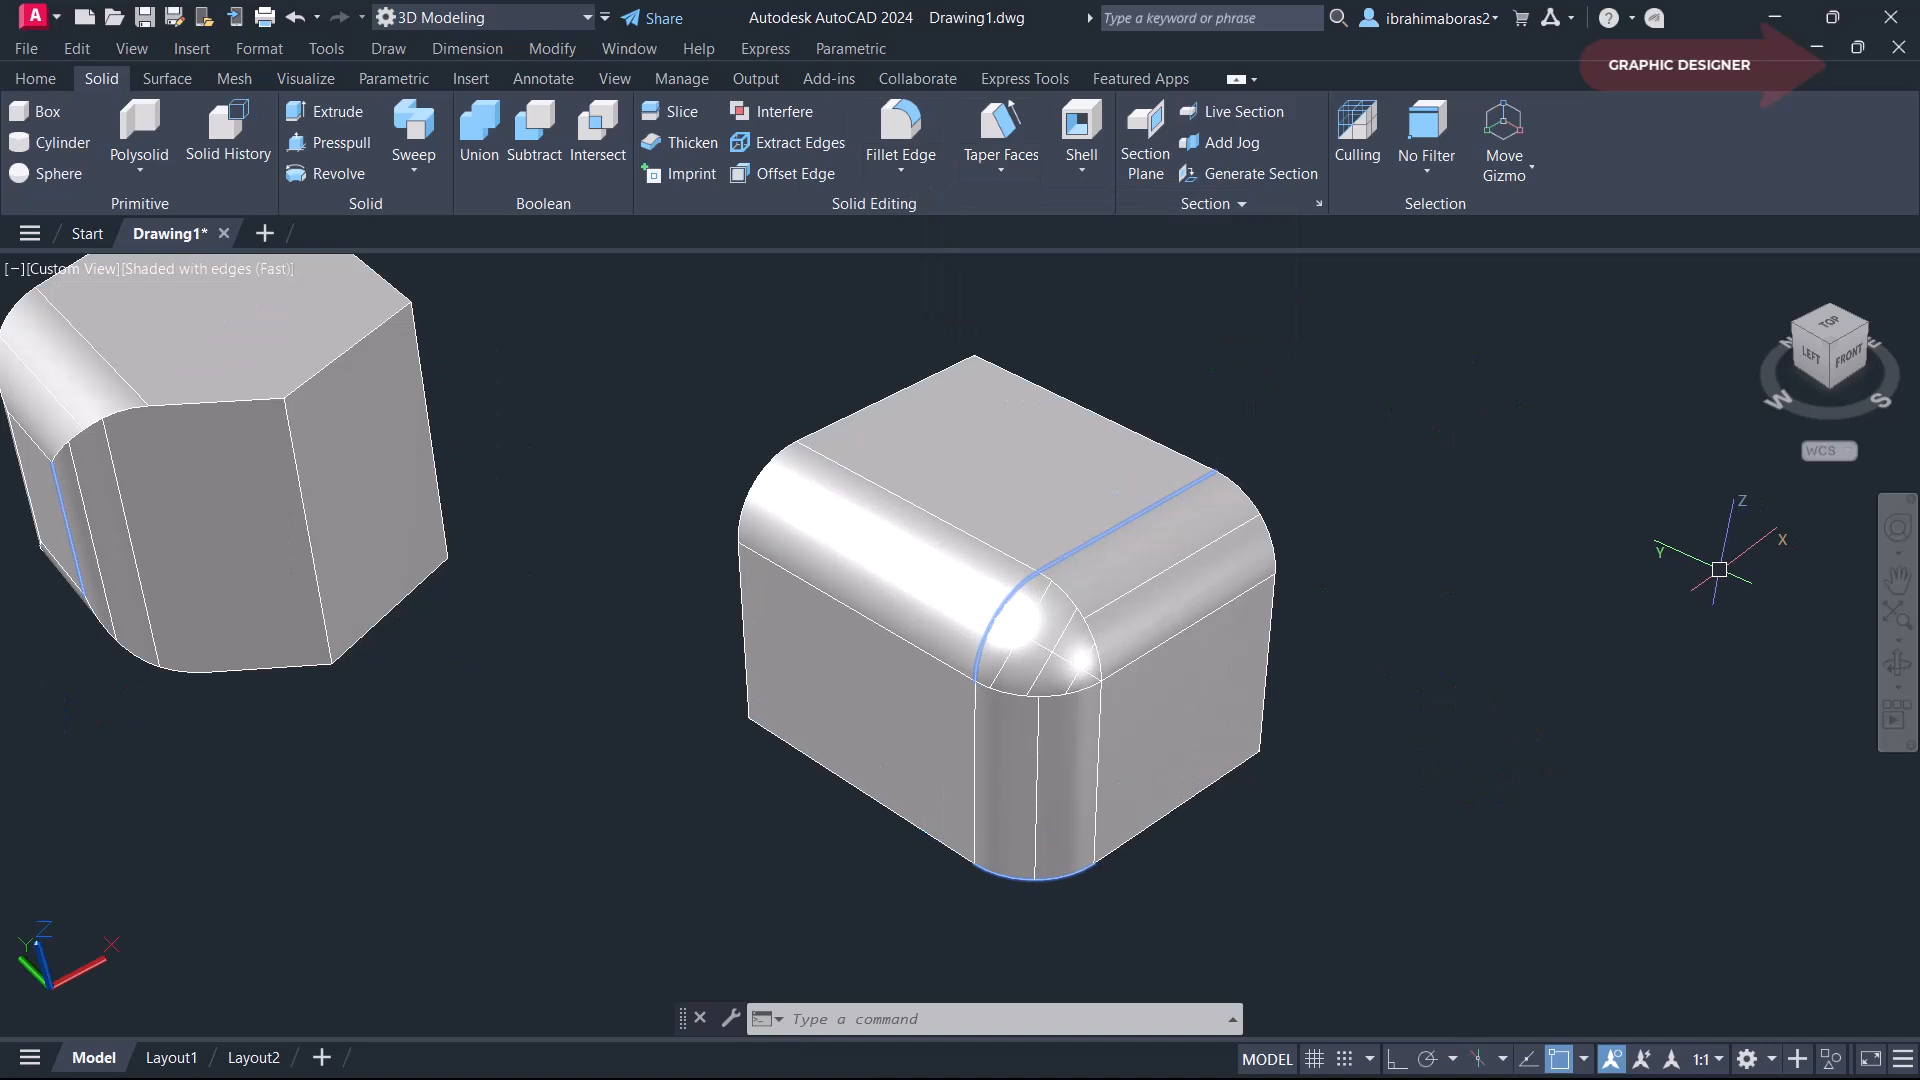 A
3D Modeling
Share
Autodesk AutoCAD 2024 Drawing1.dwg
Type a keyword or phrase
ibrahimaboras2
File Edit View Insert Format Tools Draw Dimension Modify Window Help Express Parametric
GRAPHIC DESIGNER
Home Solid Surface Mesh Visualize Parametric Insert Annotate View Manage Output Add-ins Collaborate Express Tools Featured Apps
Box
Cylinder
Sphere
Polysolid
Solid History
Primitive
Extrude
Presspull
Revolve
Sweep
Solid
Union
Subtract
Intersect
Boolean
Slice
Thicken
Imprint
Interfere
Extract Edges
Offset Edge
Fillet Edge
Taper Faces
Shell
Solid Editing
Section Plane
Live Section
Add Jog
Generate Section
Section
Culling
No Filter
Move Gizmo
Selection
Start
Drawing1*
[−][Custom View][Shaded with edges (Fast)]
TOP
LEFT
FRONT
N
E
W
S
WCS
Z
X
Y
Z
Y
X
Type a command
Model
Layout1
Layout2
MODEL
1:1